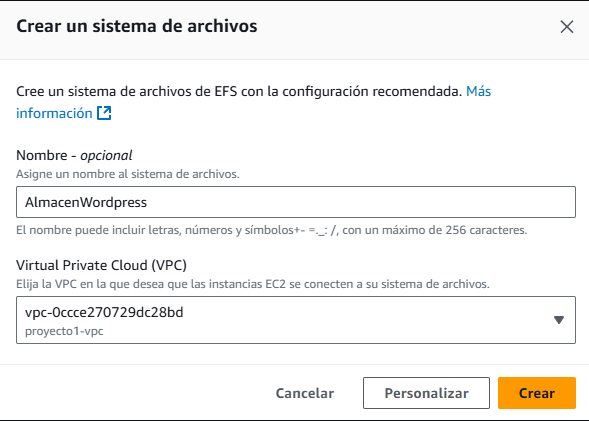 Crear un sistema de archivos
Cree un sistema de archivos de EFS con la configuración recomendada. Más
información
Nombre - opcional
Asigne un nombre al sistema de archivos.
AlmacenWordpress
El nombre puede incluir letras, números y símbolos+- =._: /, con un máximo de 256 caracteres.
Virtual Private Cloud (VPC)
Elija la VPC en la que desea que las instancias EC2 se conecten a su sistema de archivos.
vpc-0ccce270729dc28bd
proyecto1-vpc
Cancelar Personalizar Crear